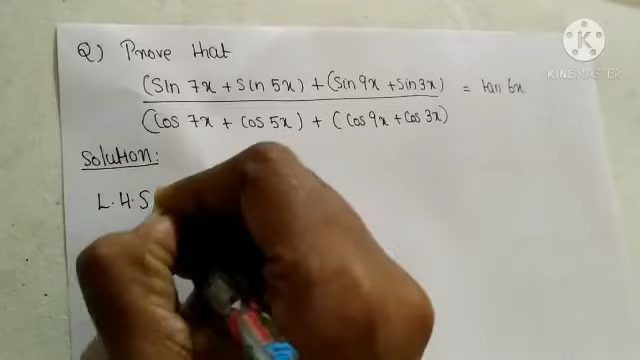 Q) Prove that
(Sin 7x + Sin 5x) + (Sin 9x + Sin 3x) / (Cos 7x + Cos 5x) + (Cos 9x + Cos 3x) = tan 6x
Solution:
L.H.S
KINEMASTER